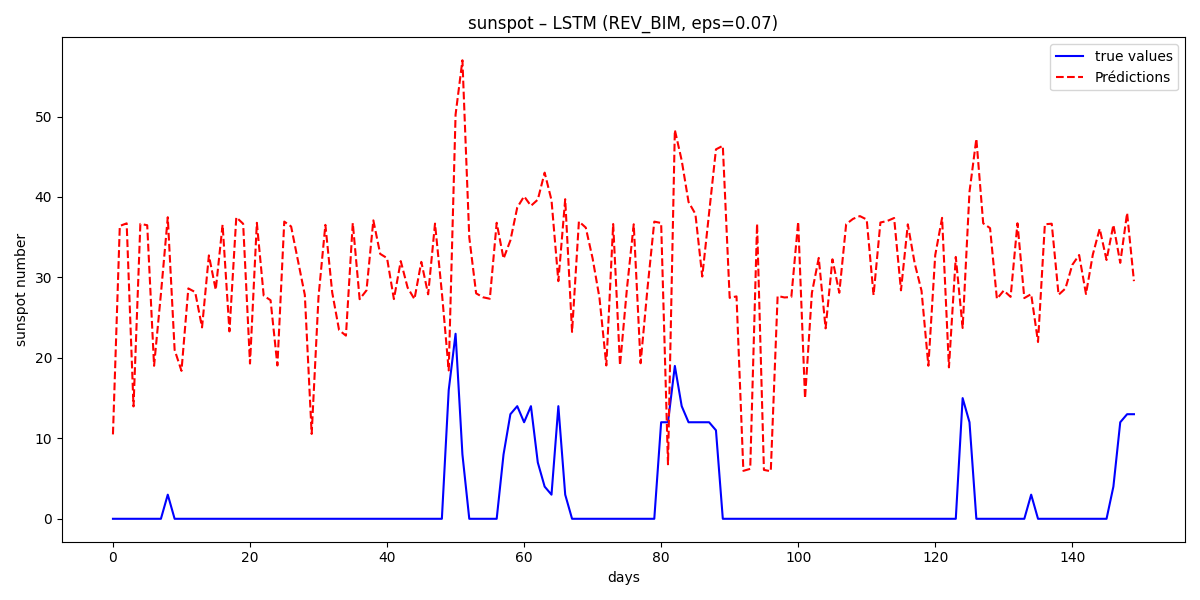 sunspot – LSTM (REV_BIM, eps=0.07)
true values
Prédictions
sunspot number
50
40
30
20
10
0
0 20 40 60 80 100 120 140
days